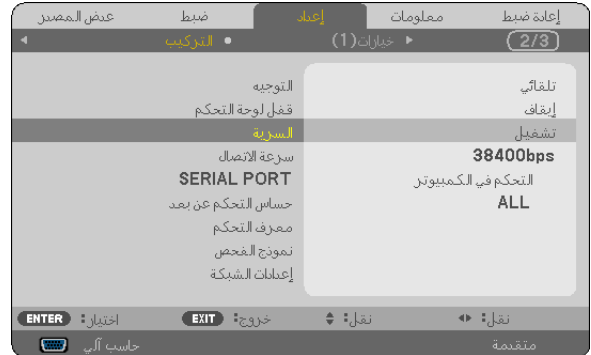 عرض المصدر ضبط إعداد معلومات إعادة ضبط
التركيب خيارات(1) 2/3
التوجيه تلقائي
قفل لوحة التحكم إيقاف
السرية تشغيل
سرعة الاتصال 38400bps
SERIAL PORT التحكم في الكمبيوتر
حساس التحكم عن بعد ALL
معرف التحكم
نموذج الفحص
إعدادات الشبكة
ENTER اختيار: EXIT خروج: نقل: نقل:
حاسب آلي متقدمة